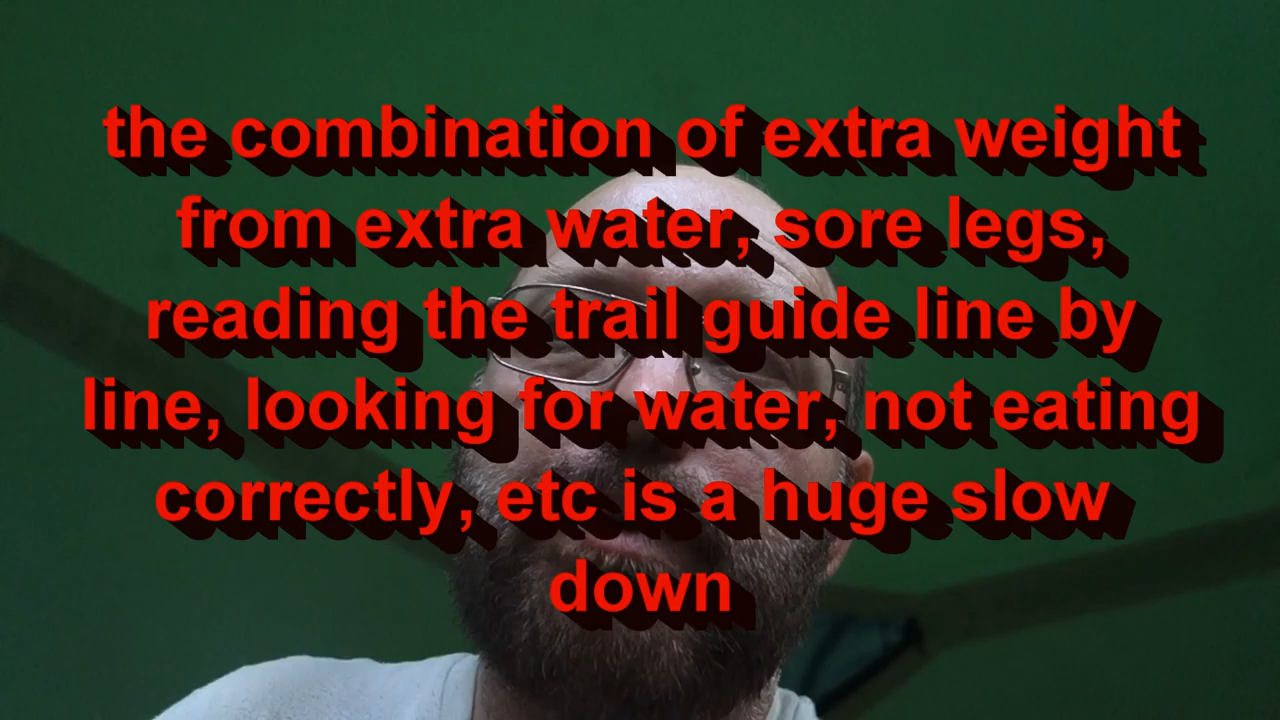 the combination of extra weight
from extra water, sore legs,
reading the trail guide line by
line, looking for water, not eating
correctly, etc is a huge slow
down